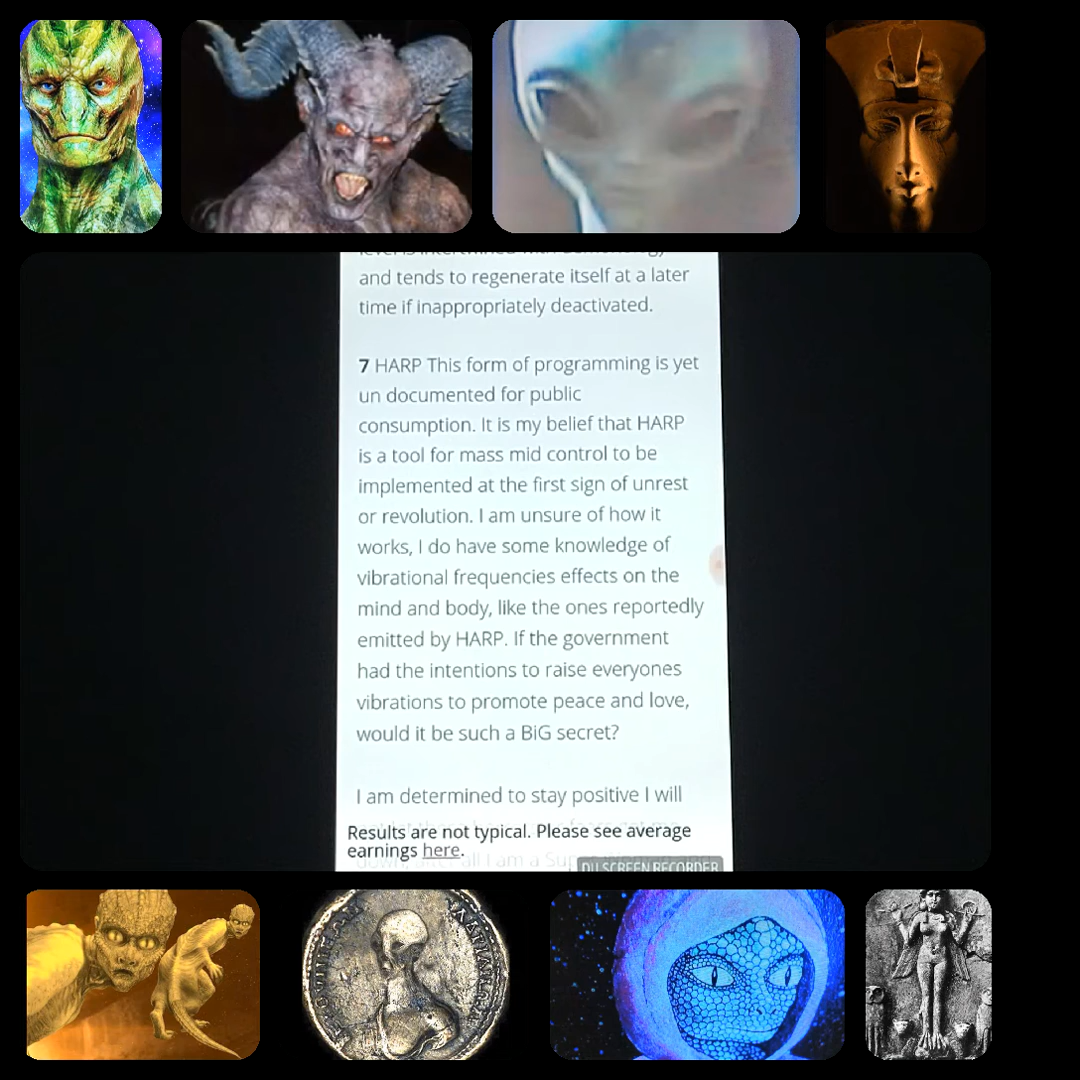 and tends to regenerate itself at a later
time if inappropriately deactivated.
7 HARP This form of programming is yet
un documented for public
consumption. It is my belief that HARP
is a tool for mass mid control to be
implemented at the first sign of unrest
or revolution. I am unsure of how it
works, I do have some knowledge of
vibrational frequencies effects on the
mind and body, like the ones reportedly
emitted by HARP. If the government
had the intentions to raise everyones
vibrations to promote peace and love,
would it be such a BiG secret?
I am determined to stay positive I will
Results are not typical. Please see average
earnings here.
DU SCREEN RECORDER